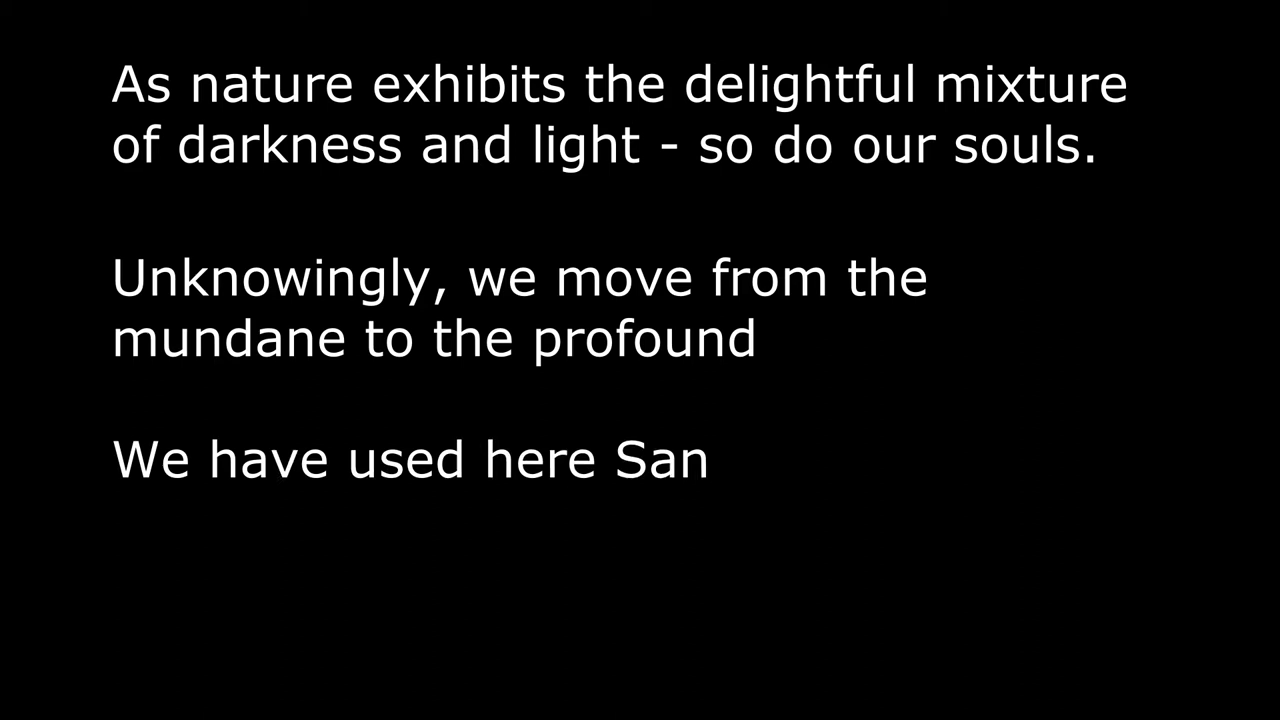 As nature exhibits the delightful mixture
of darkness and light - so do our souls.
Unknowingly, we move from the
mundane to the profound
We have used here San